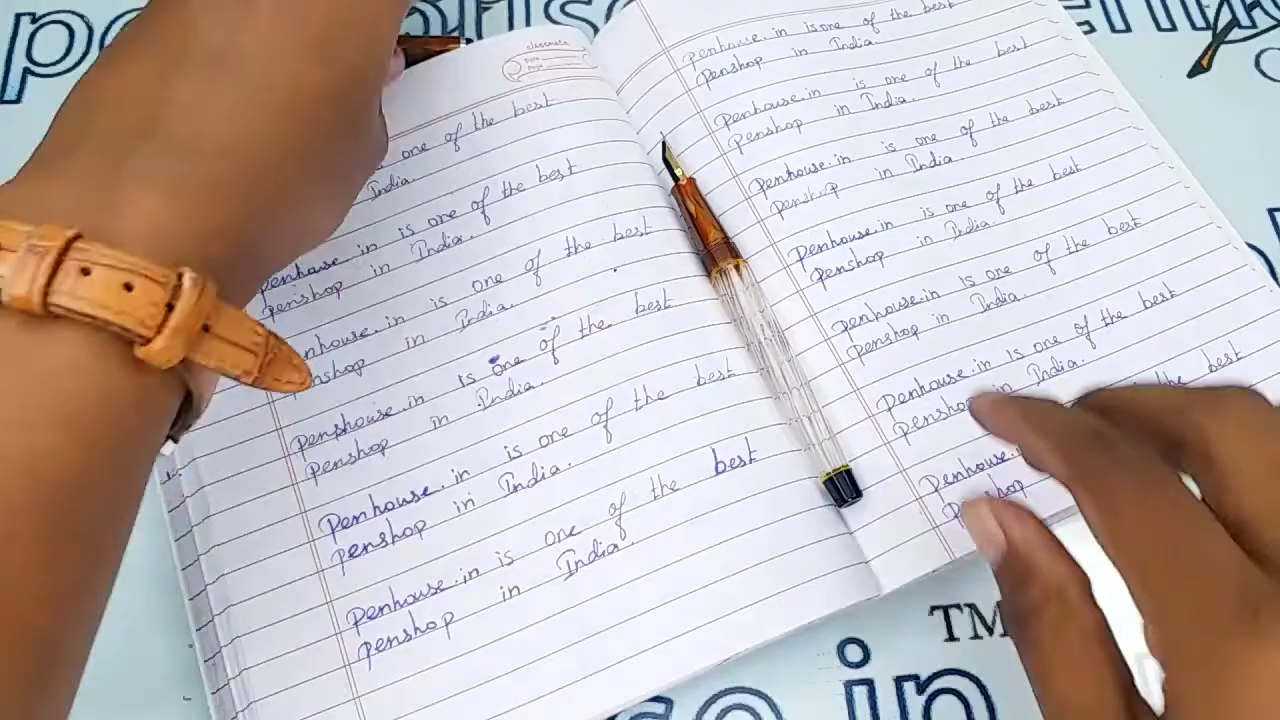 classmate
Date
Page
one of the best
India
penhouse in is one of the best
penshop in India.
nhouse.in is one of the best
nshop in India.
penshouse.in is one of the best
penshop in India.
Penhouse.in is one of the best
penshop in India.
Penhouse.in is one of the best
penshop in India.
penhouse.in is one of the best
penshop in India
penhouse.in is one of the best
penshop in India.
penhouse.in is one of the best
penshop in India
penhouse.in is one of the best
penshop in India
penhouse.in is one of the best
penshop in India.
Penhouse.in is one of the best
penshop in India.
Penhouse. the best
penshop
TM
in